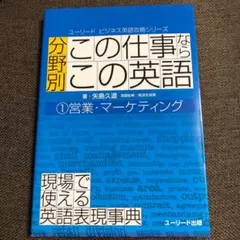 ユーリード ビジネス英語攻略シリーズ
分野別
この仕事なら
この英語
著・矢島久選
①営業・マーケティング
現場で
使える
英語表現事典
ユーリード出版